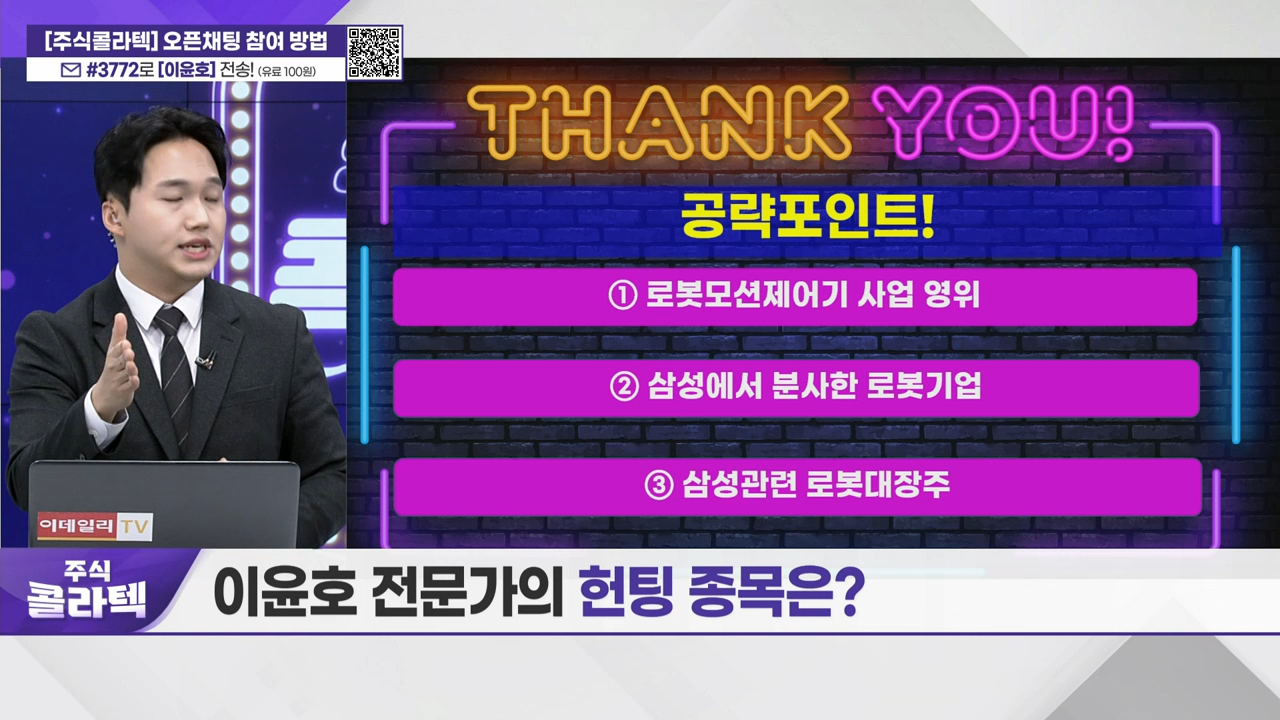 [주식콜라텍] 오픈채팅 참여 방법
#3772로 [이윤호] 전송! (유료 100원)
THANK YOU!
공략포인트!
① 로봇모션제어기 사업 영위
② 삼성에서 분사한 로봇기업
③ 삼성관련 로봇대장주
이데일리 TV
주식
콜라텍
이윤호 전문가의 헌팅 종목은?